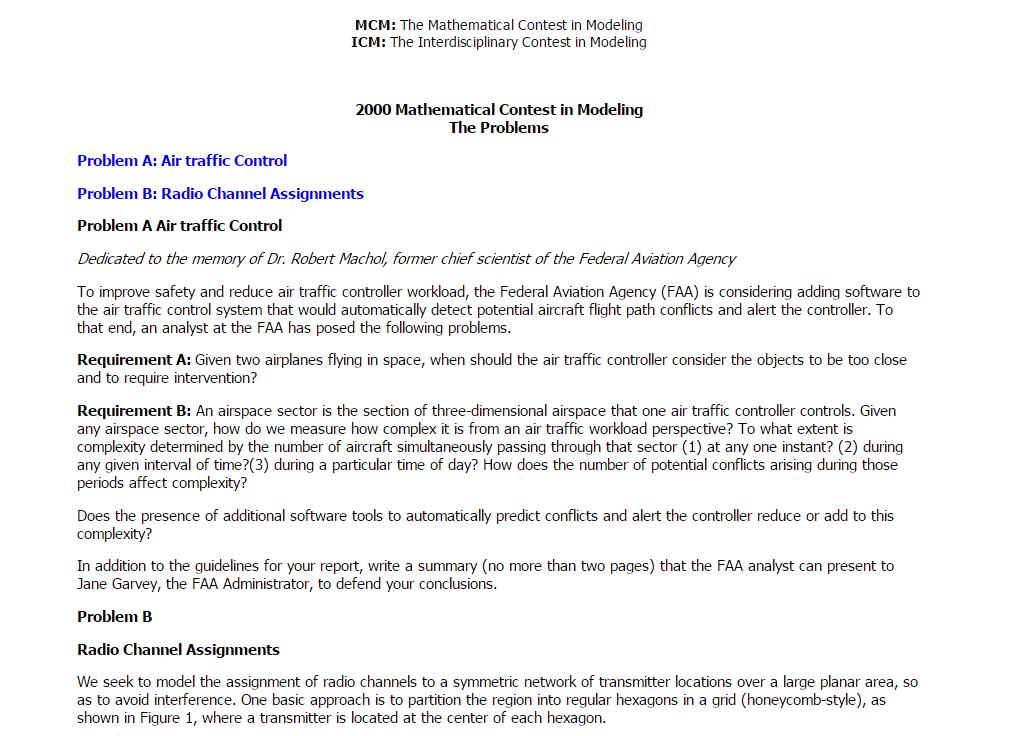 MCM: The Mathematical Contest in Modeling
ICM: The Interdisciplinary Contest in Modeling
2000 Mathematical Contest in Modeling
The Problems
Problem A: Air traffic Control
Problem B: Radio Channel Assignments
Problem A Air traffic Control
Dedicated to the memory of Dr. Robert Machol, former chief scientist of the Federal Aviation Agency
To improve safety and reduce air traffic controller workload, the Federal Aviation Agency (FAA) is considering adding software to
the air traffic control system that would automatically detect potential aircraft flight path conflicts and alert the controller. To
that end, an analyst at the FAA has posed the following problems.
Requirement A: Given two airplanes flying in space, when should the air traffic controller consider the objects to be too close
and to require intervention?
Requirement B: An airspace sector is the section of three-dimensional airspace that one air traffic controller controls. Given
any airspace sector, how do we measure how complex it is from an air traffic workload perspective? To what extent is
complexity determined by the number of aircraft simultaneously passing through that sector (1) at any one instant? (2) during
any given interval of time?(3) during a particular time of day? How does the number of potential conflicts arising during those
periods affect complexity?
Does the presence of additional software tools to automatically predict conflicts and alert the controller reduce or add to this
complexity?
In addition to the guidelines for your report, write a summary (no more than two pages) that the FAA analyst can present to
Jane Garvey, the FAA Administrator, to defend your conclusions.
Problem B
Radio Channel Assignments
We seek to model the assignment of radio channels to a symmetric network of transmitter locations over a large planar area, so
as to avoid interference. One basic approach is to partition the region into regular hexagons in a grid (honeycomb-style), as
shown in Figure 1, where a transmitter is located at the center of each hexagon.